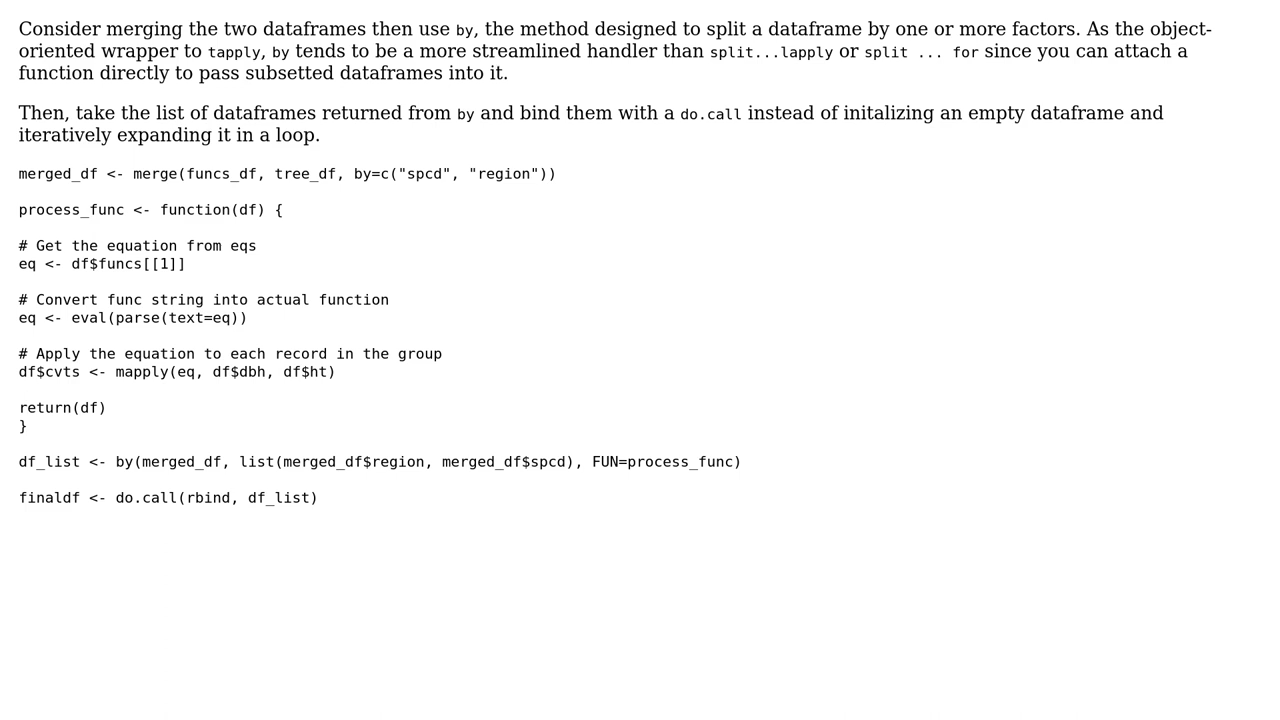 Consider merging the two dataframes then use by, the method designed to split a dataframe by one or more factors. As the object-
oriented wrapper to tapply, by tends to be a more streamlined handler than split...lapply or split ... for since you can attach a
function directly to pass subsetted dataframes into it.
Then, take the list of dataframes returned from by and bind them with a do.call instead of initalizing an empty dataframe and
iteratively expanding it in a loop.
merged_df <- merge(funcs_df, tree_df, by=c("spcd", "region"))
process_func <- function(df) {
# Get the equation from eqs
eq <- df$funcs[[1]]
# Convert func string into actual function
eq <- eval(parse(text=eq))
# Apply the equation to each record in the group
df$cvts <- mapply(eq, df$dbh, df$ht)
return(df)
}
df_list <- by(merged_df, list(merged_df$region, merged_df$spcd), FUN=process_func)
finaldf <- do.call(rbind, df_list)